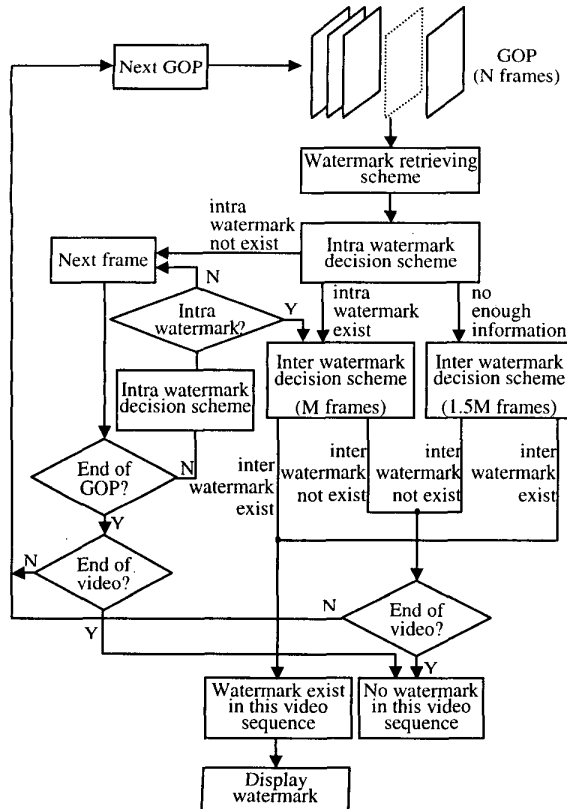 Next GOP
GOP
(N frames)
Watermark retrieving
scheme
intra
watermark
not exist
Intra watermark
decision scheme
Next frame
N
Intra
watermark?
Y
intra
watermark
exist
no
enough
information
Intra watermark
decision scheme
Inter watermark
decision scheme
(M frames)
Inter watermark
decision scheme
(1.5M frames)
End of
GOP?
N
Y
inter
watermark
exist
inter
watermark
not exist
inter
watermark
not exist
inter
watermark
exist
N
End of
video?
Y
N
End of
video?
Y
Watermark exist
in this video
sequence
No watermark
in this video
sequence
Display
watermark